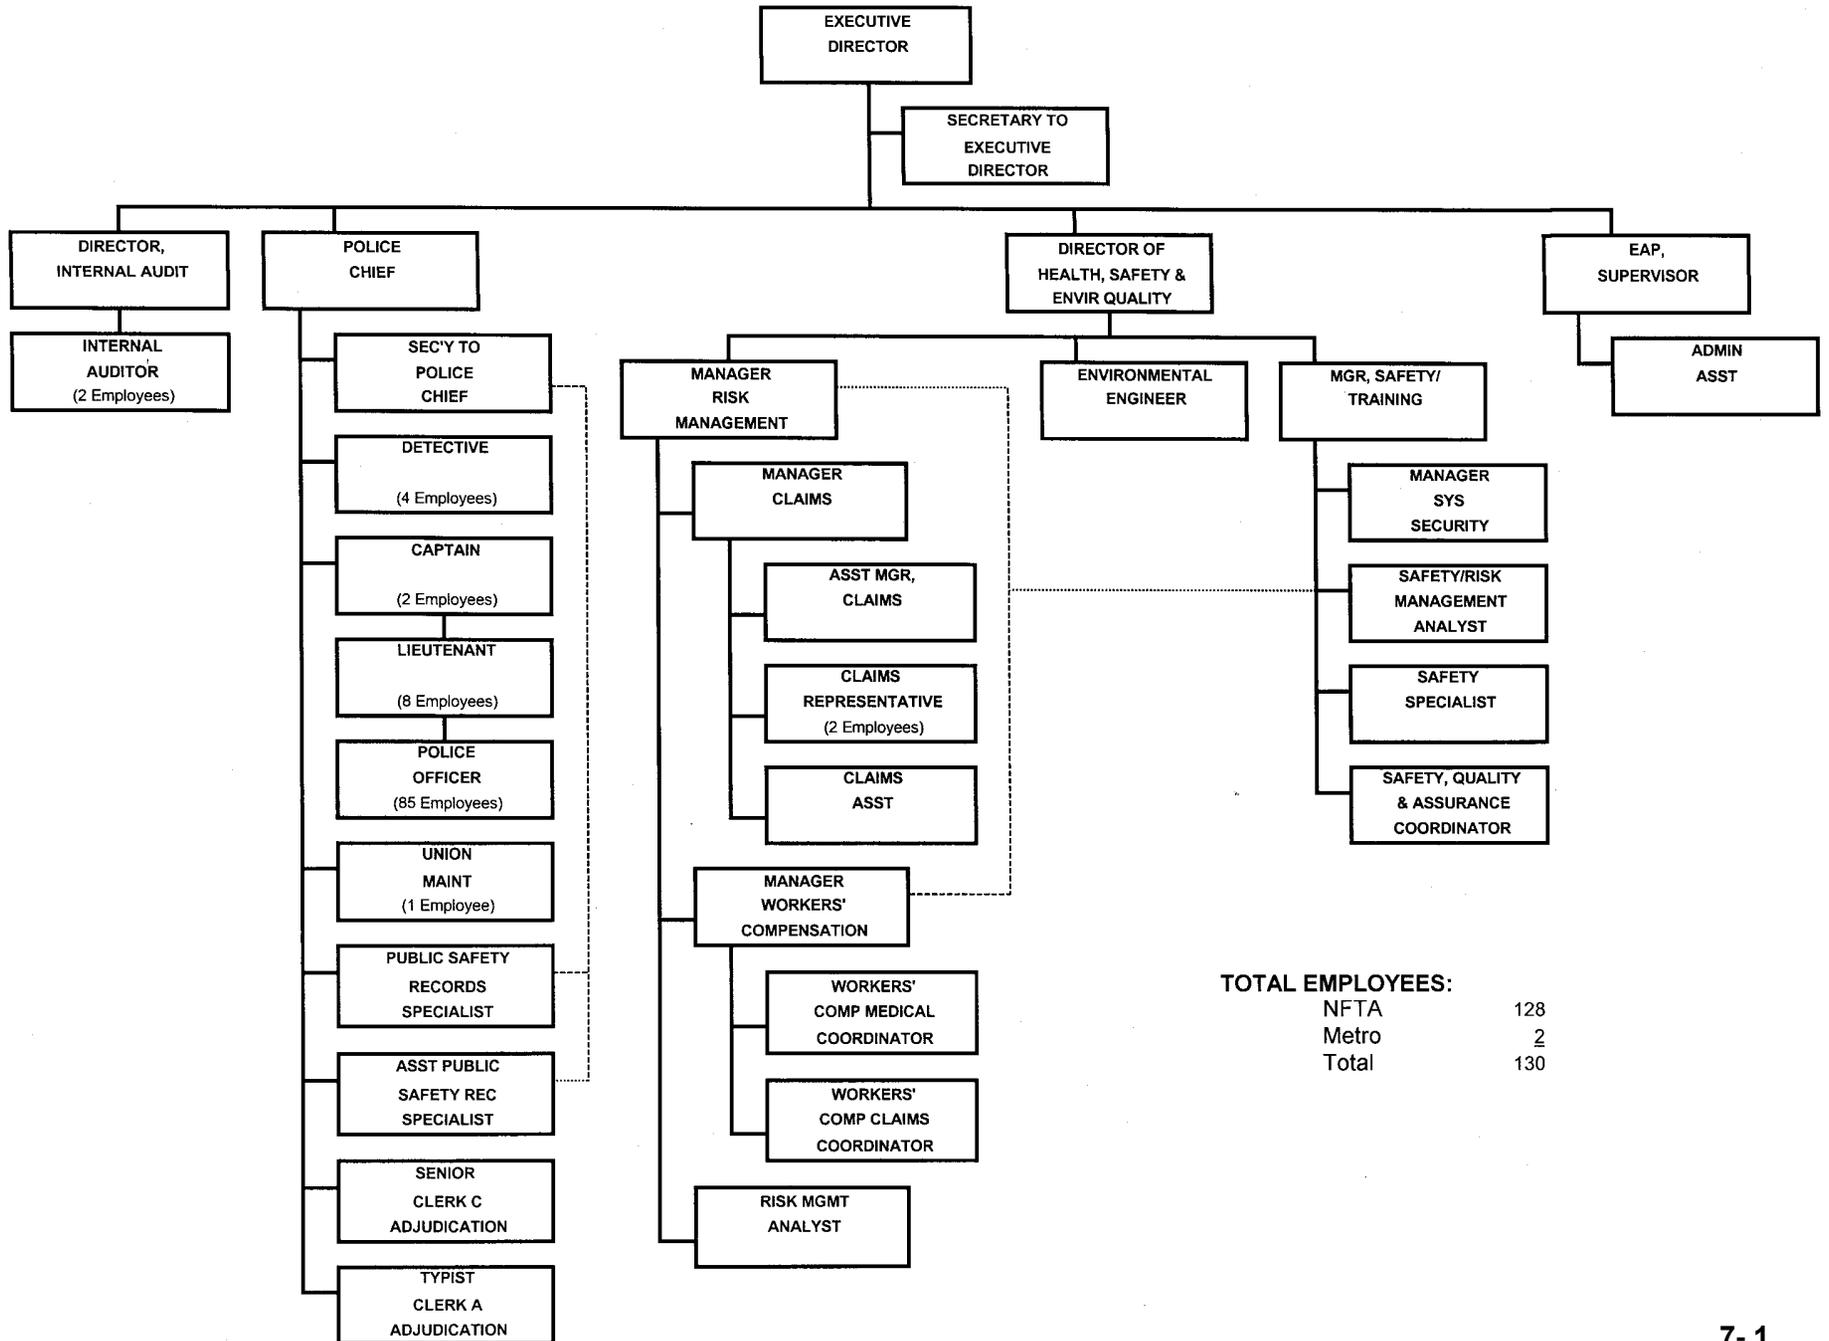 EXECUTIVE
DIRECTOR
SECRETARY TO
EXECUTIVE
DIRECTOR
DIRECTOR,
INTERNAL AUDIT
INTERNAL
AUDITOR
(2 Employees)
POLICE
CHIEF
SEC'Y TO
POLICE
CHIEF
DETECTIVE
(4 Employees)
CAPTAIN
(2 Employees)
LIEUTENANT
(8 Employees)
POLICE
OFFICER
(85 Employees)
UNION
MAINT
(1 Employee)
PUBLIC SAFETY
RECORDS
SPECIALIST
ASST PUBLIC
SAFETY REC
SPECIALIST
SENIOR
CLERK C
ADJUDICATION
TYPIST
CLERK A
ADJUDICATION
DIRECTOR OF
HEALTH, SAFETY &
ENVIR QUALITY
MANAGER
RISK
MANAGEMENT
MANAGER
CLAIMS
ASST MGR,
CLAIMS
CLAIMS
REPRESENTATIVE
(2 Employees)
CLAIMS
ASST
MANAGER
WORKERS'
COMPENSATION
WORKERS'
COMP MEDICAL
COORDINATOR
WORKERS'
COMP CLAIMS
COORDINATOR
RISK MGMT
ANALYST
ENVIRONMENTAL
ENGINEER
MGR, SAFETY/
TRAINING
MANAGER
SYS
SECURITY
SAFETY/RISK
MANAGEMENT
ANALYST
SAFETY
SPECIALIST
SAFETY, QUALITY
& ASSURANCE
COORDINATOR
EAP,
SUPERVISOR
ADMIN
ASST
TOTAL EMPLOYEES:
NFTA 128
Metro 2
Total 130
7- 1